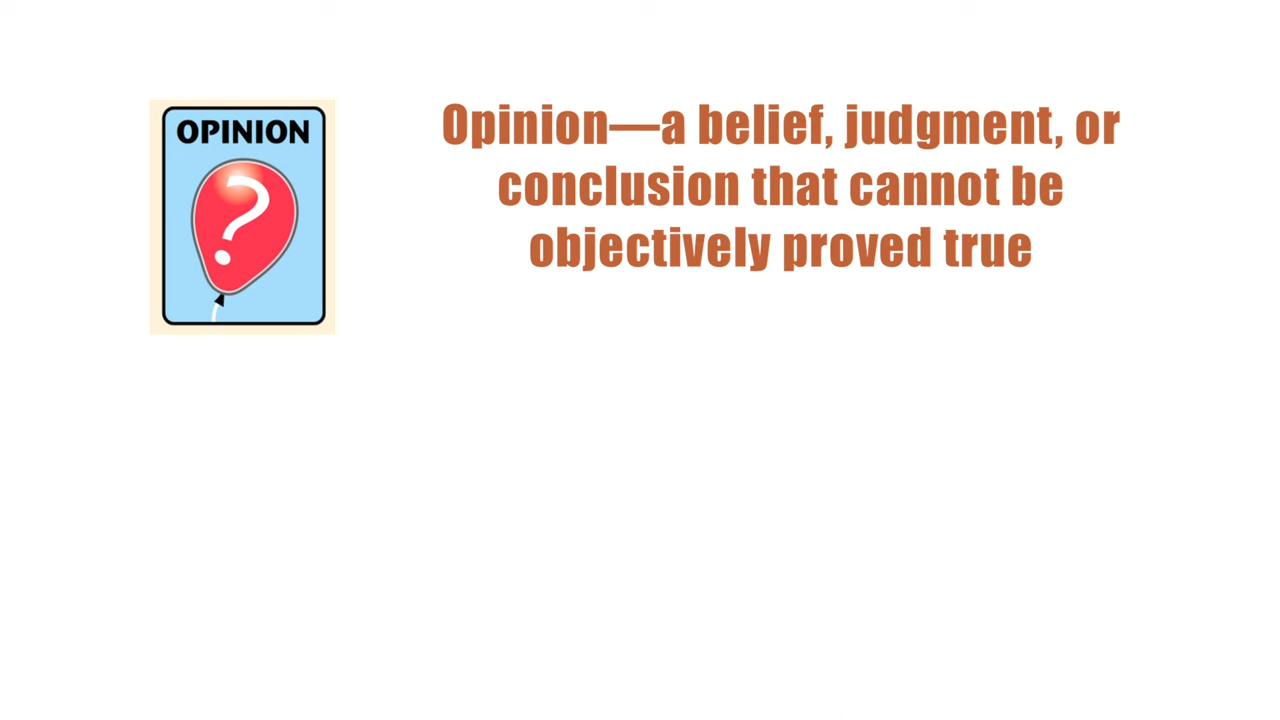 OPINION
?
Opinion—a belief, judgment, or
conclusion that cannot be
objectively proved true